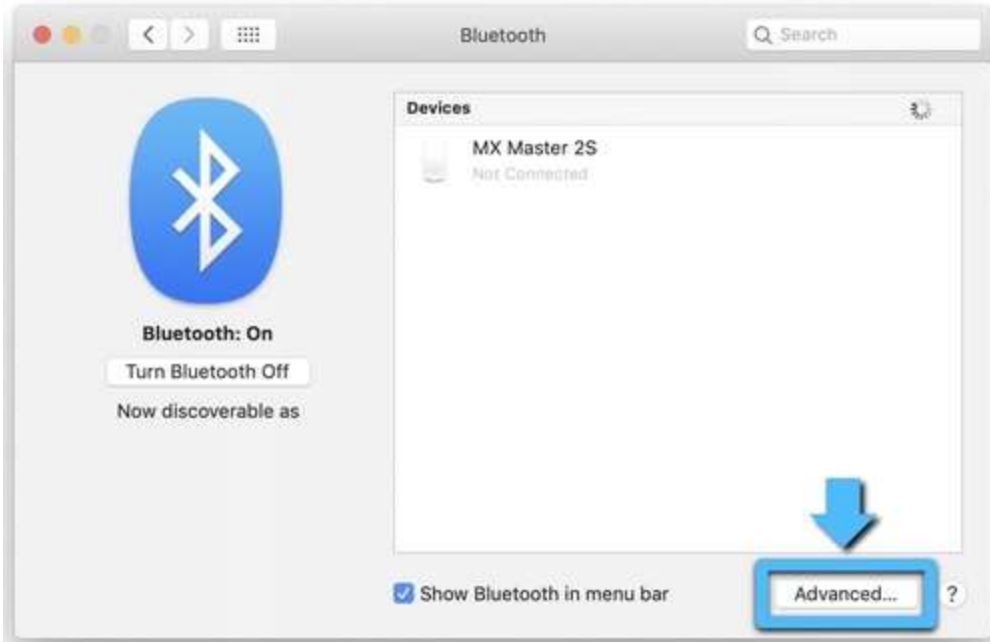 Bluetooth
Search
Devices
MX Master 2S
Not Connected
Bluetooth: On
Turn Bluetooth Off
Now discoverable as
Show Bluetooth in menu bar
Advanced...
?